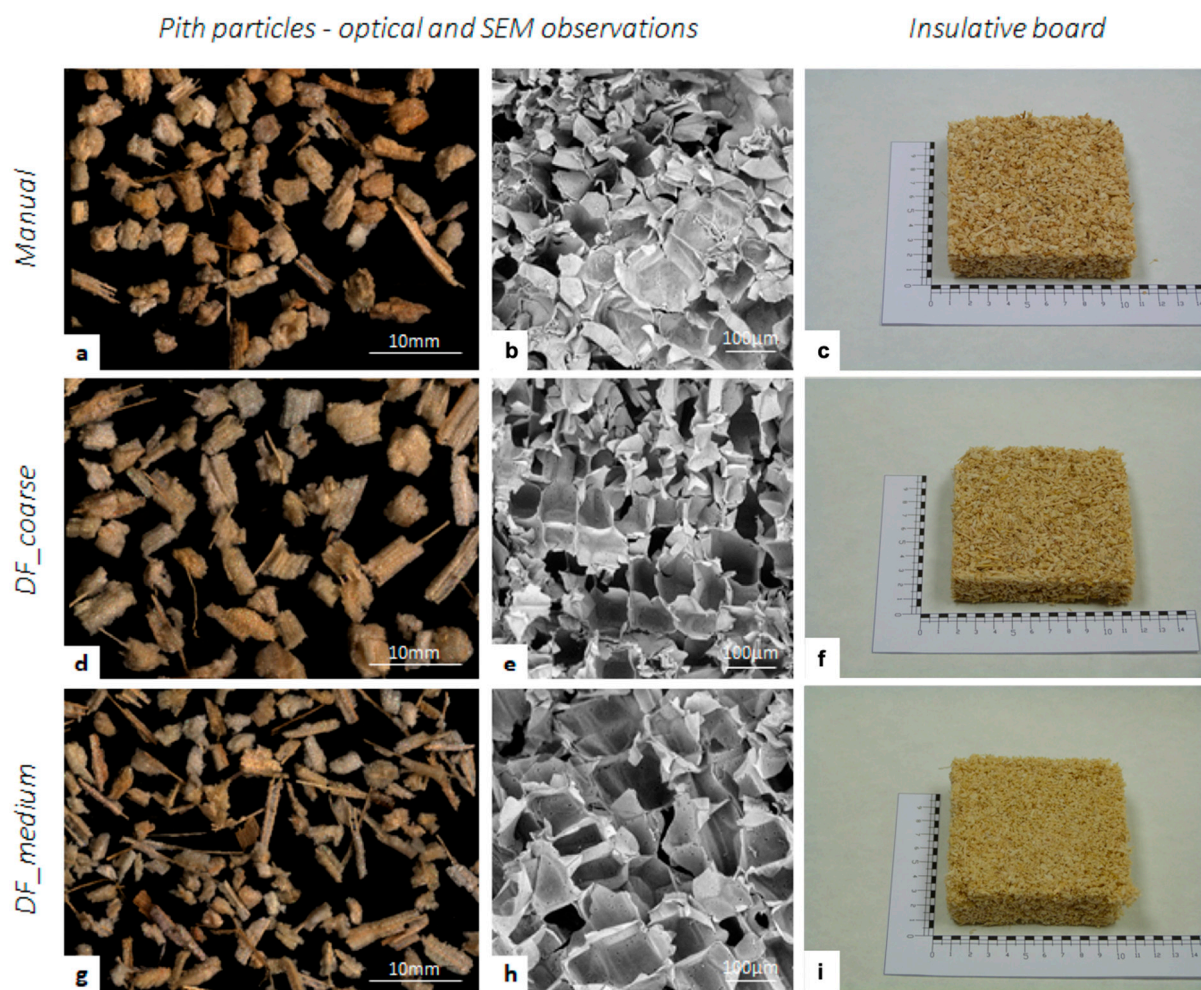 Pith particles - optical and SEM observations
Insulative board
Manual
10mm
a
100µm
b
c
DF_coarse
10mm
d
100µm
e
f
DF_medium
10mm
g
100µm
h
i